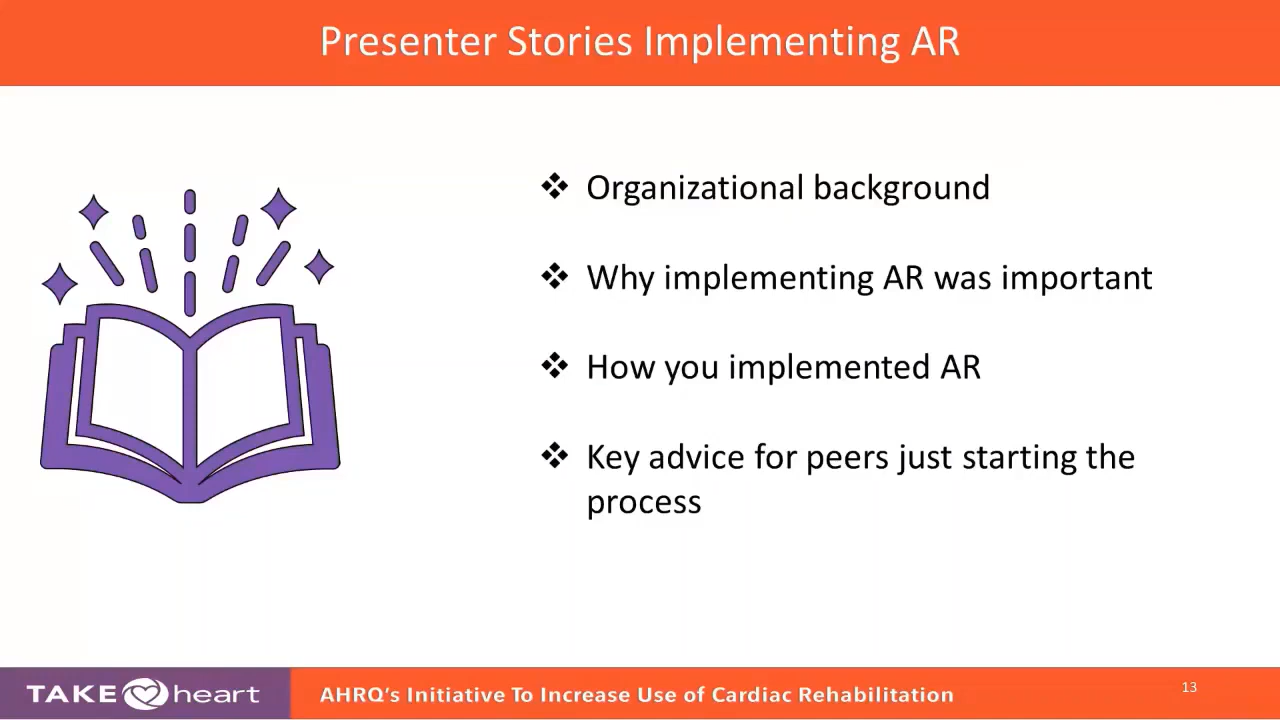 Presenter Stories Implementing AR
❖ Organizational background
❖ Why implementing AR was important
❖ How you implemented AR
❖ Key advice for peers just starting the
process
TAKE heart
AHRQ's Initiative To Increase Use of Cardiac Rehabilitation
13